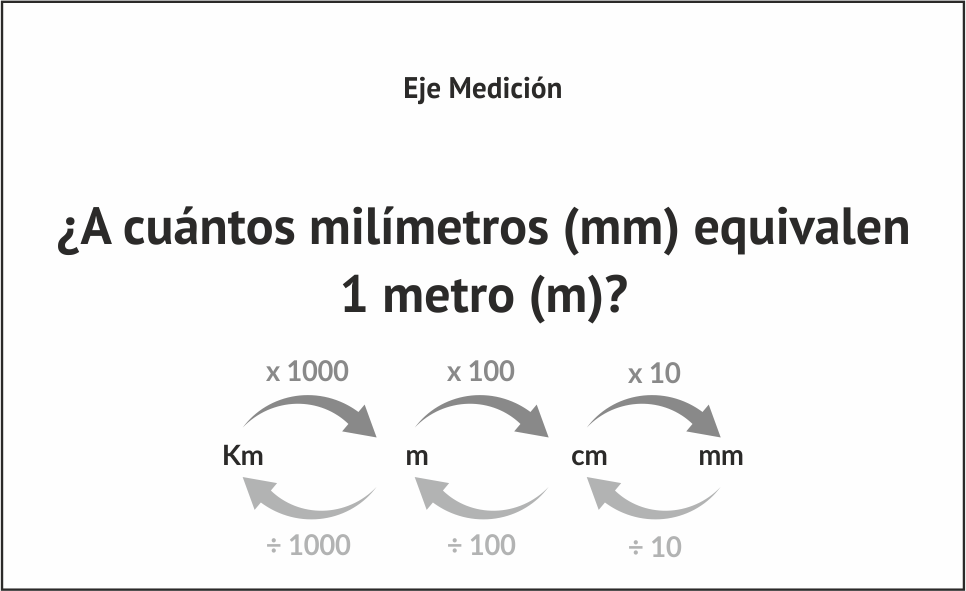 Eje Medición
¿A cuántos milímetros (mm) equivalen
1 metro (m)?
x 1000 x 100 x 10
Km m cm mm
÷ 1000 ÷ 100 ÷ 10